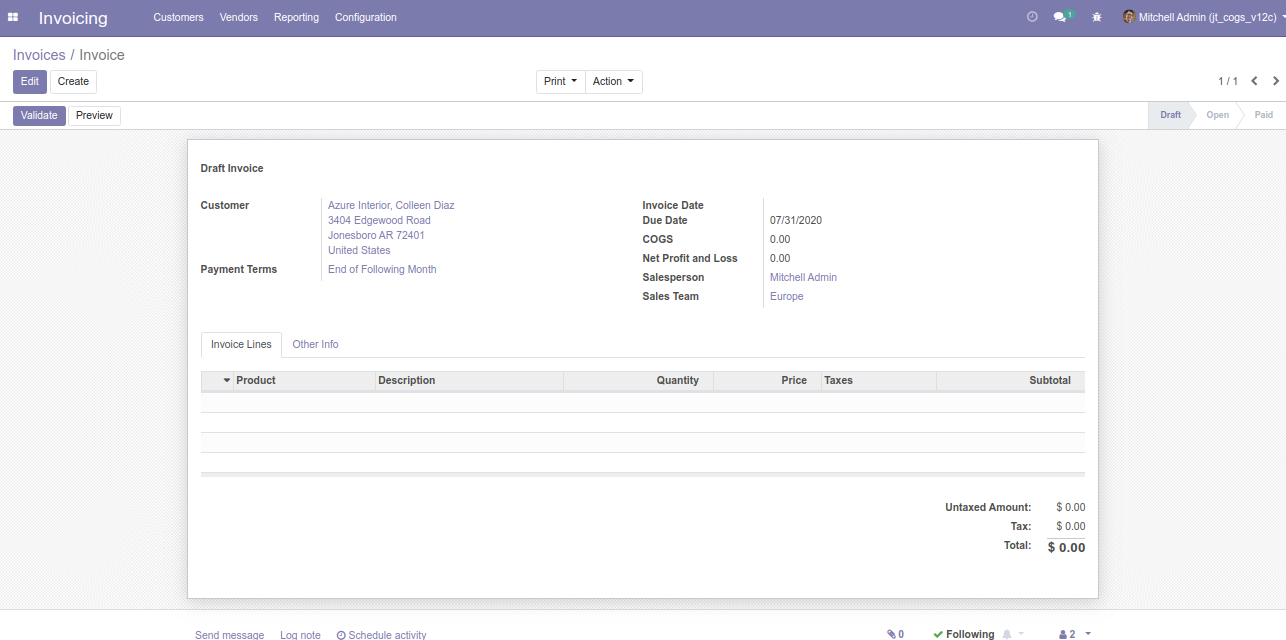 Invoicing Customers Vendors Reporting Configuration 1 Mitchell Admin (jt_cogs_v12c)
Invoices / Invoice
Edit Create Print Action 1 / 1
Validate Preview Draft Open Paid
Draft Invoice
Customer Azure Interior, Colleen Diaz Invoice Date
3404 Edgewood Road Due Date 07/31/2020
Jonesboro AR 72401 COGS 0.00
United States Net Profit and Loss 0.00
Payment Terms End of Following Month Salesperson Mitchell Admin
Sales Team Europe
Invoice Lines Other Info
Product Description Quantity Price Taxes Subtotal
Untaxed Amount: $ 0.00
Tax: $ 0.00
Total: $ 0.00
Send message Log note Schedule activity 0 Following 2